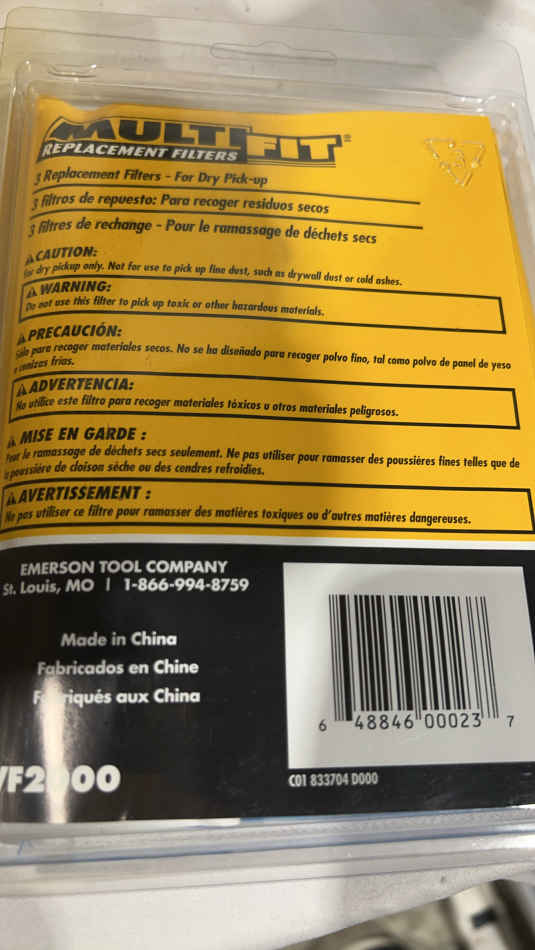 MULTI FIT®
REPLACEMENT FILTERS
3 Replacement Filters - For Dry Pick-up
3 filtros de repuesto: Para recoger residuos secos
3 filtres de rechange - Pour le ramassage de déchets secs
CAUTION:
For dry pickup only. Not for use to pick up fine dust, such as drywall dust or cold ashes.
WARNING:
Do not use this filter to pick up toxic or other hazardous materials.
PRECAUCIÓN:
Sólo para recoger materiales secos. No se ha diseñado para recoger polvo fino, tal como polvo de panel de yeso
o cenizas frías.
ADVERTENCIA:
No utilice este filtro para recoger materiales tóxicos u otros materiales peligrosos.
MISE EN GARDE :
Pour le ramassage de déchets secs seulement. Ne pas utiliser pour ramasser des poussières fines telles que de
la poussière de cloison sèche ou des cendres refroidies.
AVERTISSEMENT :
Ne pas utiliser ce filtre pour ramasser des matières toxiques ou d'autres matières dangereuses.
EMERSON TOOL COMPANY
St. Louis, MO | 1-866-994-8759
Made in China
Fabricados en Chine
Fabriqués aux China
VF2000
6 48846 00023 7
C01 833704 D000